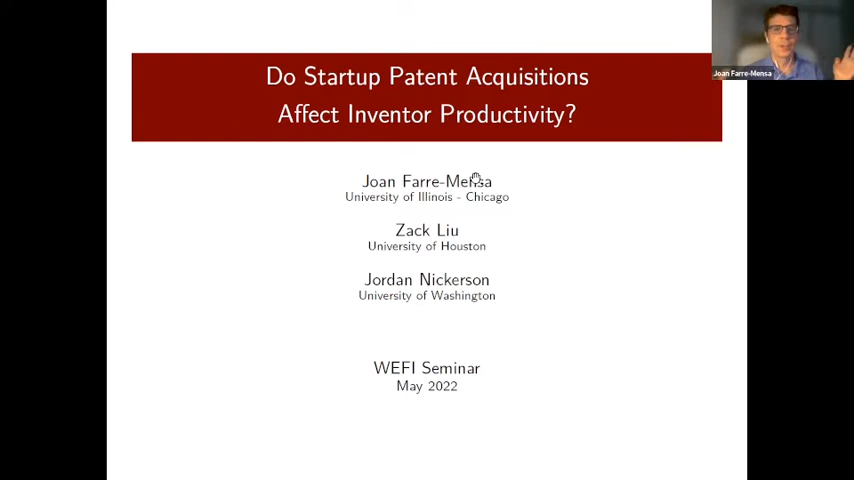 Do Startup Patent Acquisitions
Affect Inventor Productivity?
Joan Farre-Mensa
University of Illinois - Chicago
Zack Liu
University of Houston
Jordan Nickerson
University of Washington
WEFI Seminar
May 2022
Joan Farre-Mensa